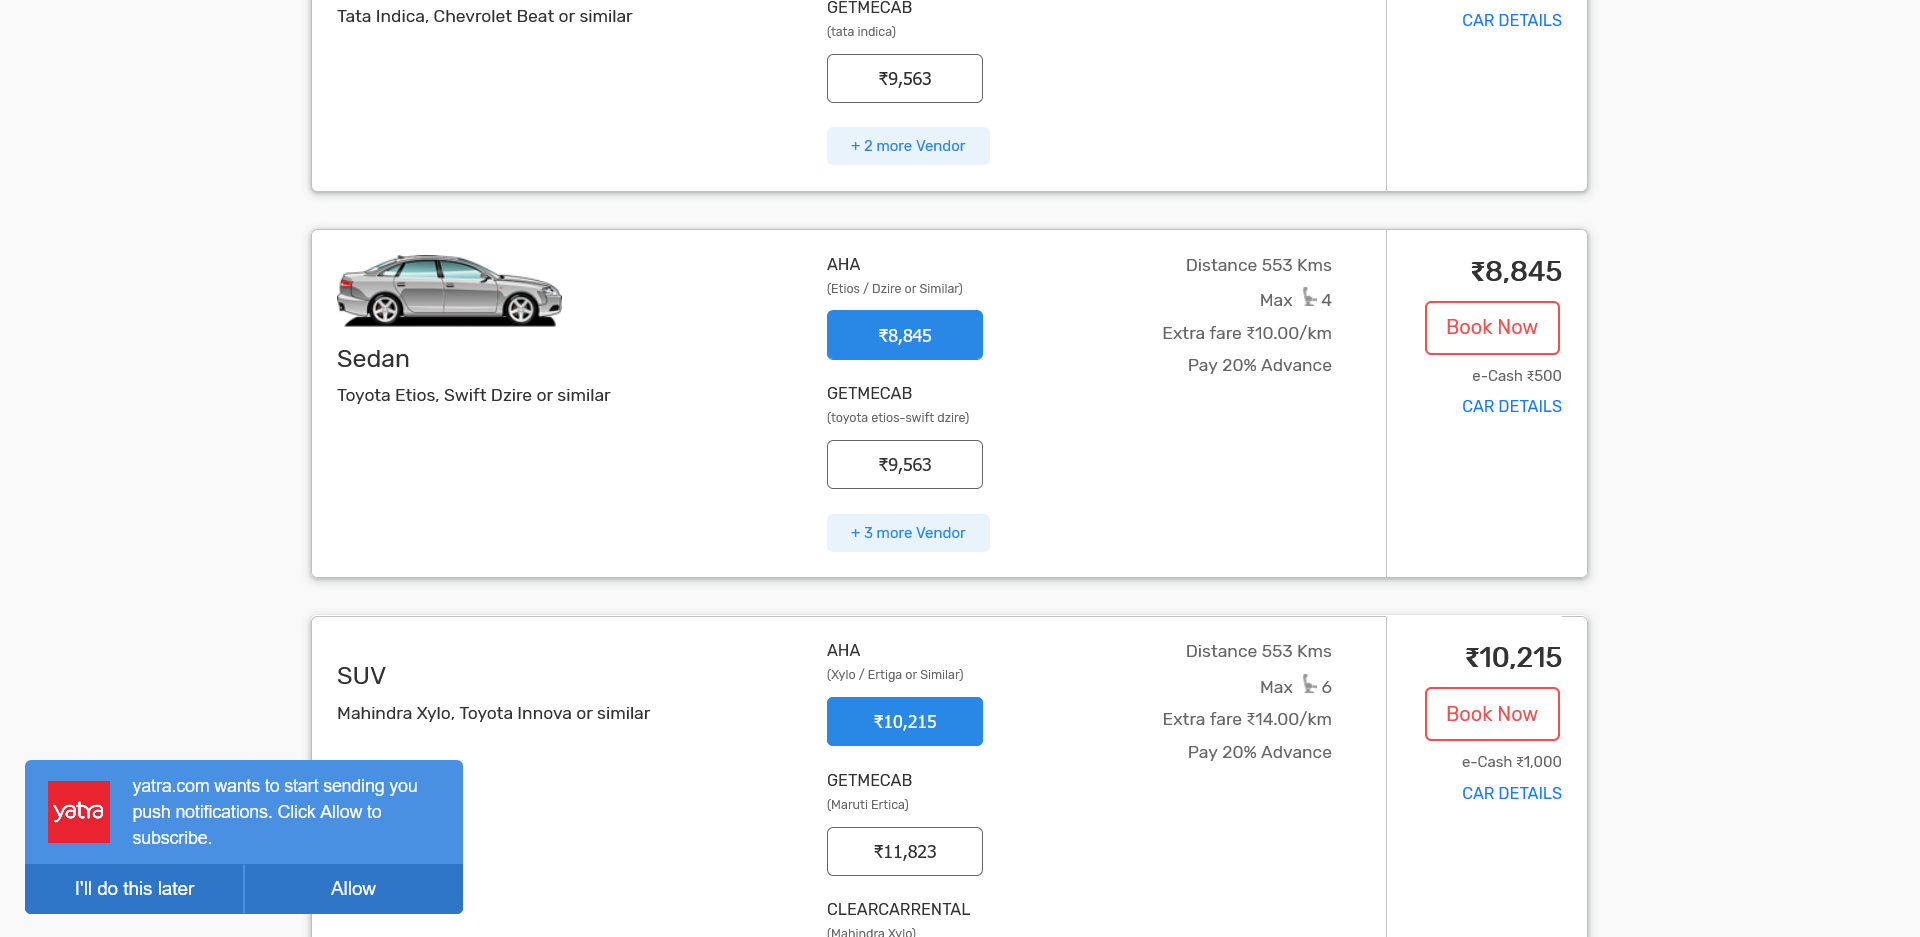 Tata Indica, Chevrolet Beat or similar
GETMECAB
(tata indica)
₹9,563
+ 2 more Vendor
CAR DETAILS
Sedan
Toyota Etios, Swift Dzire or similar
AHA
(Etios / Dzire or Similar)
₹8,845
GETMECAB
(toyota etios-swift dzire)
₹9,563
+ 3 more Vendor
Distance 553 Kms
Max 4
Extra fare ₹10.00/km
Pay 20% Advance
₹8,845
Book Now
e-Cash ₹500
CAR DETAILS
SUV
Mahindra Xylo, Toyota Innova or similar
AHA
(Xylo / Ertiga or Similar)
₹10,215
GETMECAB
(Maruti Ertica)
₹11,823
CLEARCARRENTAL
(Mahindra Xylo)
Distance 553 Kms
Max 6
Extra fare ₹14.00/km
Pay 20% Advance
₹10,215
Book Now
e-Cash ₹1,000
CAR DETAILS
yatra
yatra.com wants to start sending you
push notifications. Click Allow to
subscribe.
I'll do this later
Allow